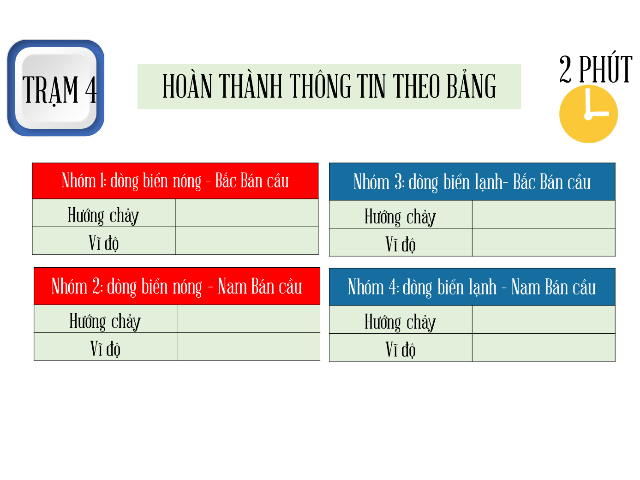 TRẠM 4
HOÀN THÀNH THÔNG TIN THEO BẢNG
2 PHÚT
Nhóm 1: dòng biển nóng - Bắc Bán cầu
Hướng chảy
Vĩ độ
Nhóm 3: dòng biển lạnh- Bắc Bán cầu
Hướng chảy
Vĩ độ
Nhóm 2: dòng biển nóng - Nam Bán cầu
Hướng chảy
Vĩ độ
Nhóm 4: dòng biển lạnh - Nam Bán cầu
Hướng chảy
Vĩ độ